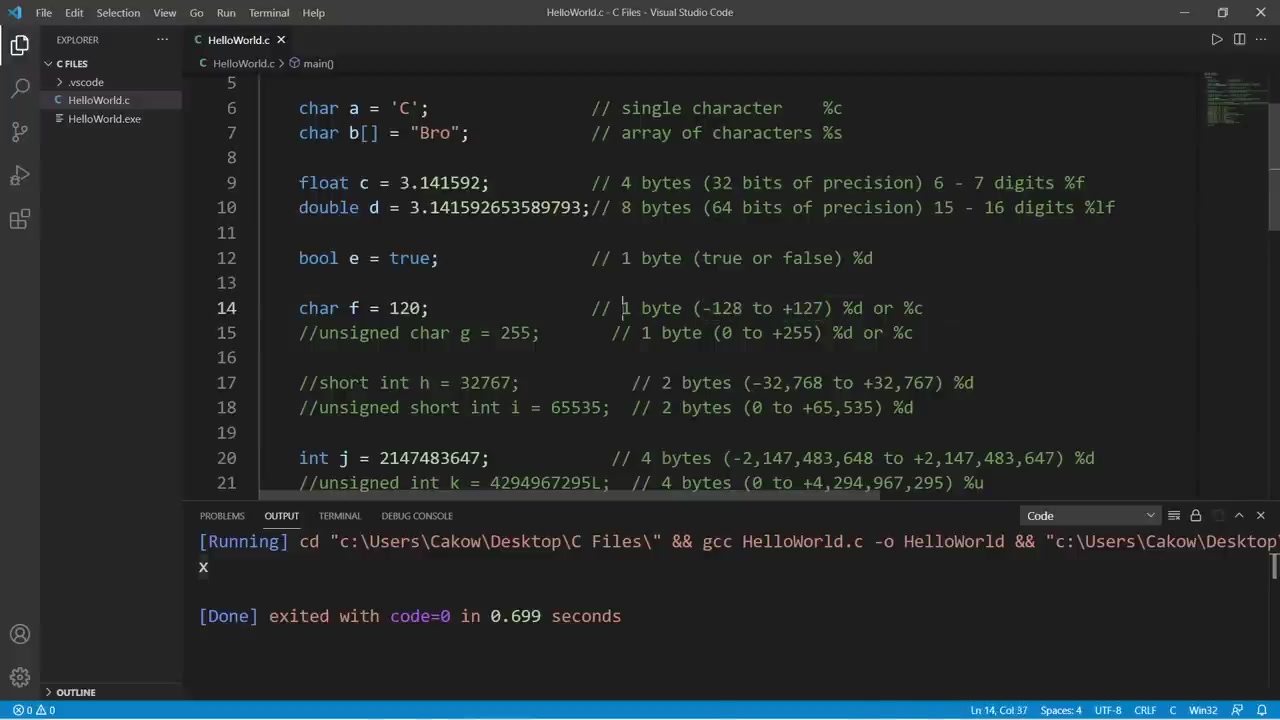 File Edit Selection View Go Run Terminal Help HelloWorld.c - C Files - Visual Studio Code
EXPLORER ···
HelloWorld.c
C FILES
HelloWorld.c > main()
.vscode
HelloWorld.c
HelloWorld.exe
5
6 char a = 'C'; // single character %c
7 char b[] = "Bro"; // array of characters %s
8
9 float c = 3.141592; // 4 bytes (32 bits of precision) 6 - 7 digits %f
10 double d = 3.141592653589793;// 8 bytes (64 bits of precision) 15 - 16 digits %lf
11
12 bool e = true; // 1 byte (true or false) %d
13
14 char f = 120; // 1 byte (-128 to +127) %d or %c
15 //unsigned char g = 255; // 1 byte (0 to +255) %d or %c
16
17 //short int h = 32767; // 2 bytes (−32,768 to +32,767) %d
18 //unsigned short int i = 65535; // 2 bytes (0 to +65,535) %d
19
20 int j = 2147483647; // 4 bytes (-2,147,483,648 to +2,147,483,647) %d
21 //unsigned int k = 4294967295L; // 4 bytes (0 to +4,294,967,295) %u
PROBLEMS OUTPUT TERMINAL DEBUG CONSOLE Code
[Running] cd "c:\Users\Cakow\Desktop\C Files\" && gcc HelloWorld.c -o HelloWorld && "c:\Users\Cakow\Desktop
x
[Done] exited with code=0 in 0.699 seconds
OUTLINE
0 0 Ln 14, Col 37 Spaces: 4 UTF-8 CRLF C Win32